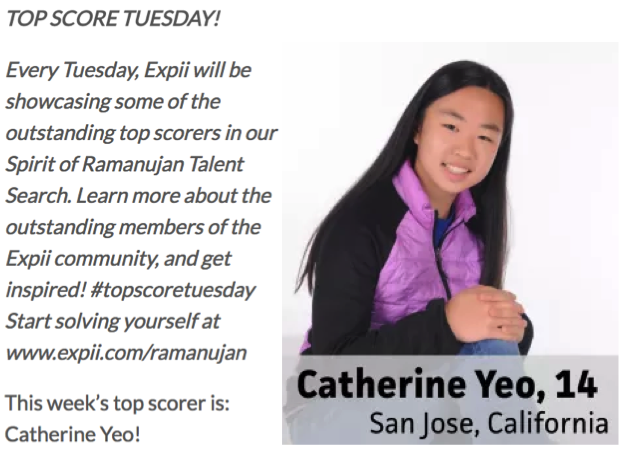 TOP SCORE TUESDAY!
Every Tuesday, Expii will be
showcasing some of the
outstanding top scorers in our
Spirit of Ramanujan Talent
Search. Learn more about the
outstanding members of the
Expii community, and get
inspired! #topscoretuesday
Start solving yourself at
www.expii.com/ramanujan
This week’s top scorer is:
Catherine Yeo!
Catherine Yeo, 14
San Jose, California